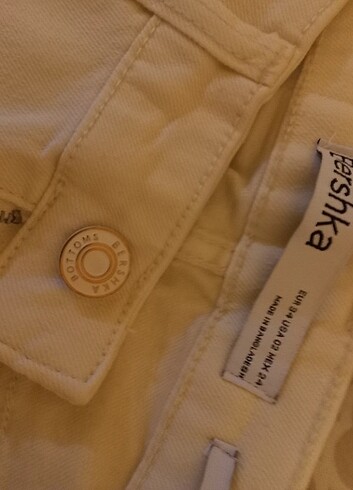 Bershka
EUR 34 USA 02 MEX 24
MADE IN BANGLADESH
BERSHKA
BOTTOMS